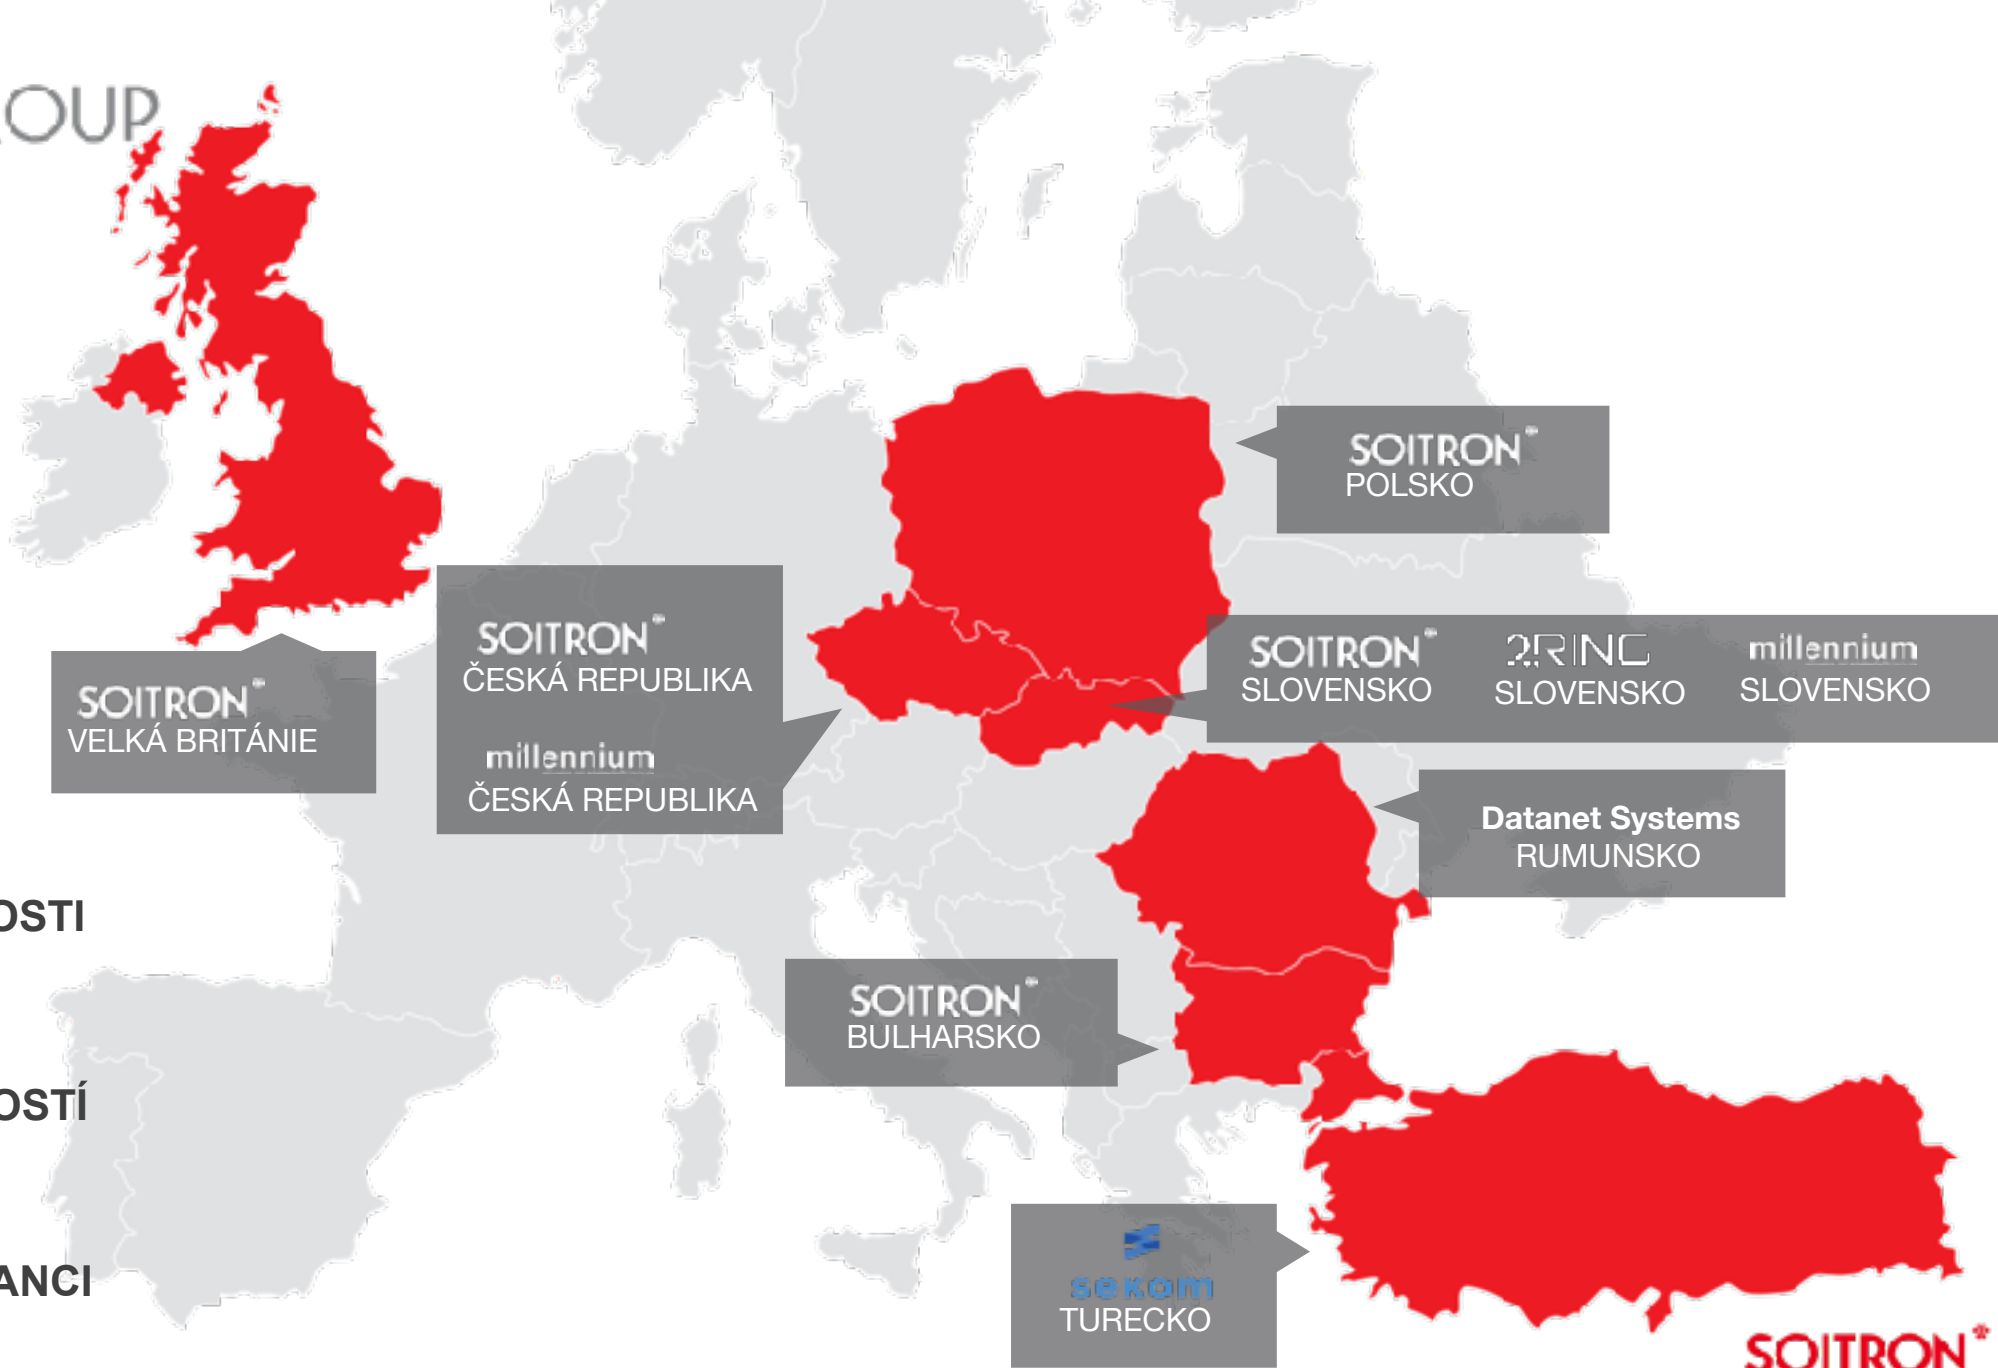 OUP
SOITRON*
POLSKO
SOITRON*
ČESKÁ REPUBLIKA
millennium
ČESKÁ REPUBLIKA
SOITRON*
SLOVENSKO
2RING
SLOVENSKO
millennium
SLOVENSKO
SOITRON*
VELKÁ BRITÁNIE
Datanet Systems
RUMUNSKO
OSTI
SOITRON*
BULHARSKO
OSTÍ
ANCI
sekom
TURECKO
SOITRON*